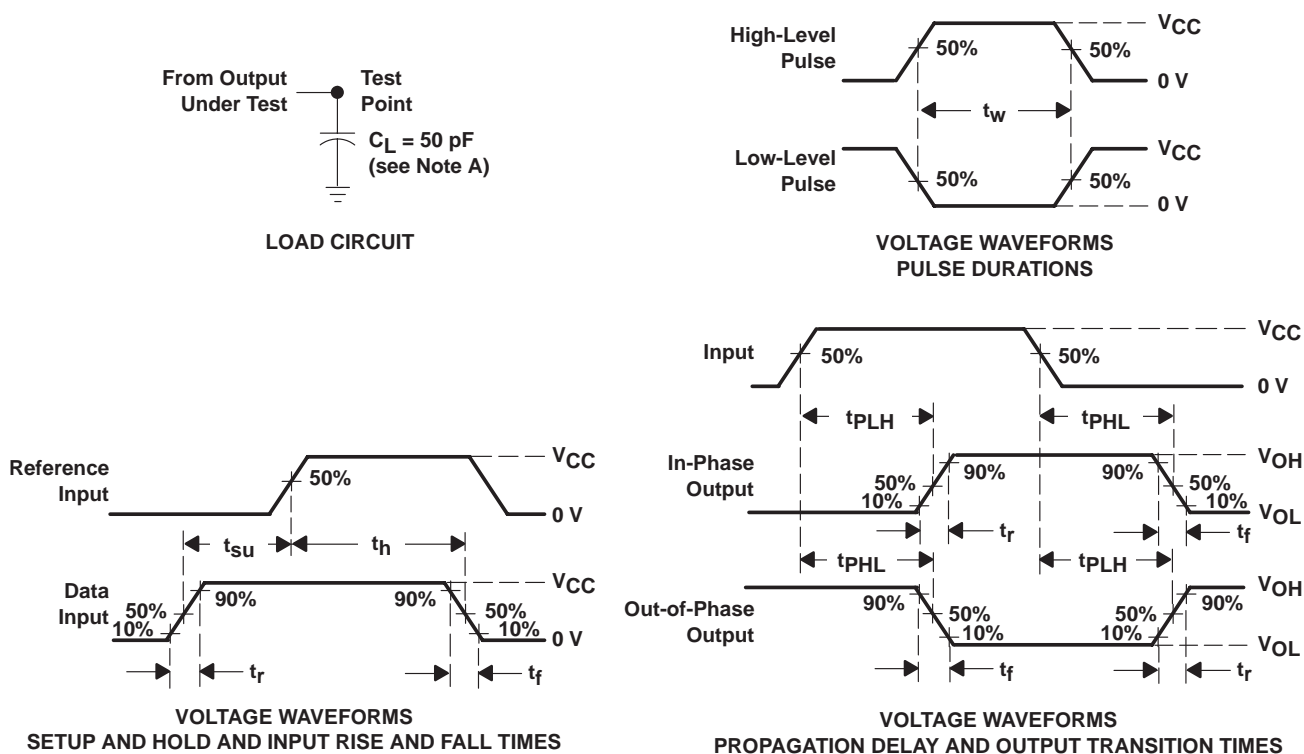 From Output
Under Test
Test
Point
CL = 50 pF
(see Note A)
LOAD CIRCUIT
High-Level
Pulse
50%
50%
VCC
0 V
tw
Low-Level
Pulse
50%
50%
VCC
0 V
VOLTAGE WAVEFORMS
PULSE DURATIONS
Reference
Input
50%
VCC
0 V
tsu
th
Data
Input
50%
10%
90%
90%
50%
10%
VCC
0 V
tr
tf
VOLTAGE WAVEFORMS
SETUP AND HOLD AND INPUT RISE AND FALL TIMES
Input
50%
50%
VCC
0 V
tPLH
tPHL
In-Phase
Output
50%
10%
90%
90%
50%
10%
VOH
VOL
tr
tf
tPHL
tPLH
Out-of-Phase
Output
90%
50%
10%
50%
10%
90%
VOH
VOL
tf
tr
VOLTAGE WAVEFORMS
PROPAGATION DELAY AND OUTPUT TRANSITION TIMES